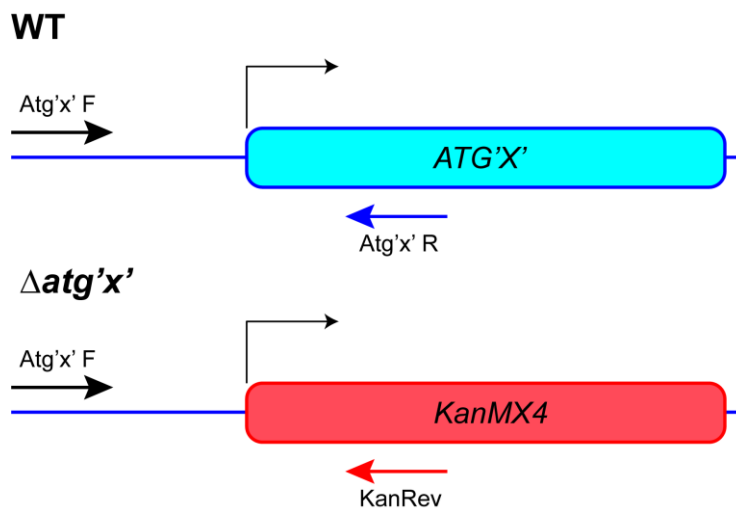 WT
Atg'x' F
ATG'X'
Atg'x' R
Δatg'x'
Atg'x' F
KanMX4
KanRev